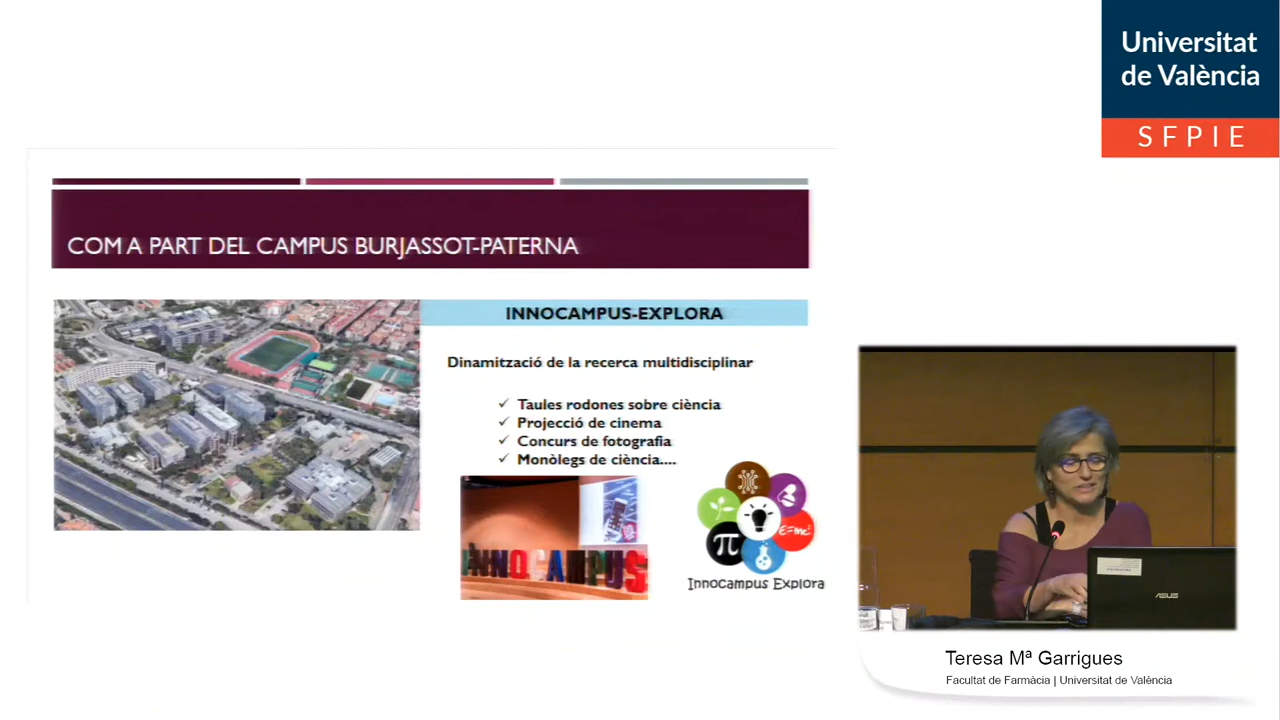 Universitat
de València
SFPIE
COM A PART DEL CAMPUS BURJASSOT-PATERNA
INNOCAMPUS-EXPLORA
Dinamització de la recerca multidisciplinar
✓ Taules rodones sobre ciència
✓ Projecció de cinema
✓ Concurs de fotografia
✓ Monòlegs de ciència....
INNOCAMPUS
π
E=mc²
Innocampus Explora
ASUS
Teresa Mª Garrigues
Facultat de Farmàcia | Universitat de València